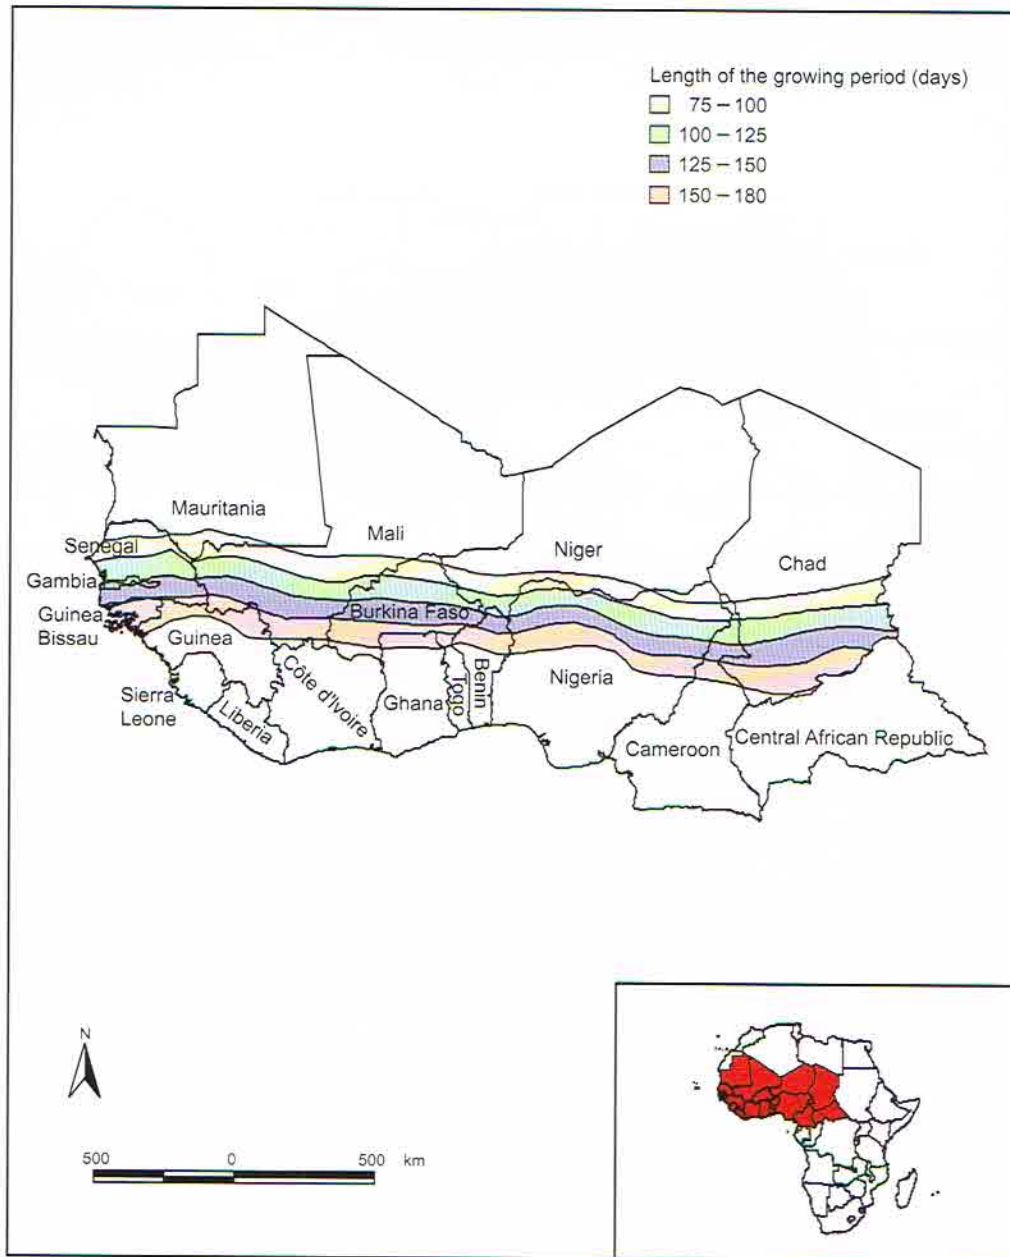 Length of the growing period (days)
75 – 100
100 – 125
125 – 150
150 – 180
Mauritania
Mali
Niger
Chad
Senegal
Gambia
Guinea
Bissau
Burkina Faso
Guinea
Sierra
Leone
Liberia
Côte d'Ivoire
Ghana
Togo
Benin
Nigeria
Cameroon
Central African Republic
N
500 0 500 km